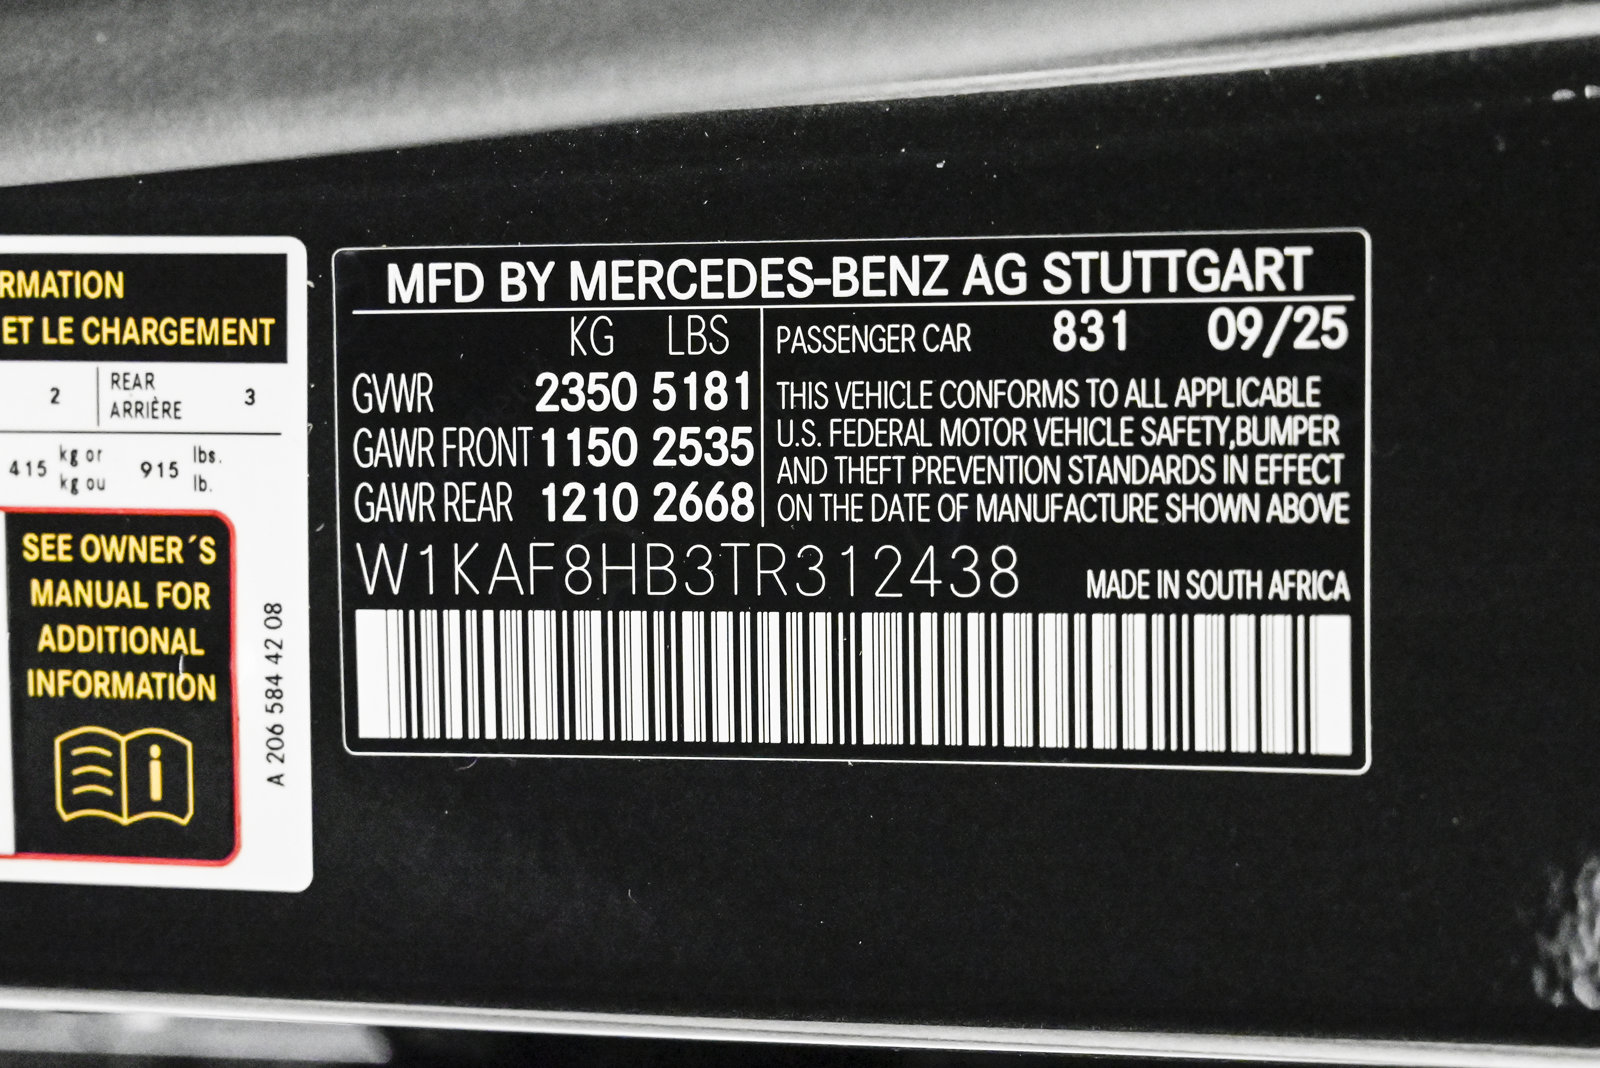 RMATION
ET LE CHARGEMENT
2 REAR ARRIÈRE 3
415 kg or kg ou 915 lbs. lb.
SEE OWNER´S
MANUAL FOR
ADDITIONAL
INFORMATION
i
A 206 584 42 08
MFD BY MERCEDES-BENZ AG STUTTGART
KG LBS
GVWR 2350 5181
GAWR FRONT 1150 2535
GAWR REAR 1210 2668
PASSENGER CAR 831 09/25
THIS VEHICLE CONFORMS TO ALL APPLICABLE
U.S. FEDERAL MOTOR VEHICLE SAFETY,BUMPER
AND THEFT PREVENTION STANDARDS IN EFFECT
ON THE DATE OF MANUFACTURE SHOWN ABOVE
W1KAF8HB3TR312438
MADE IN SOUTH AFRICA